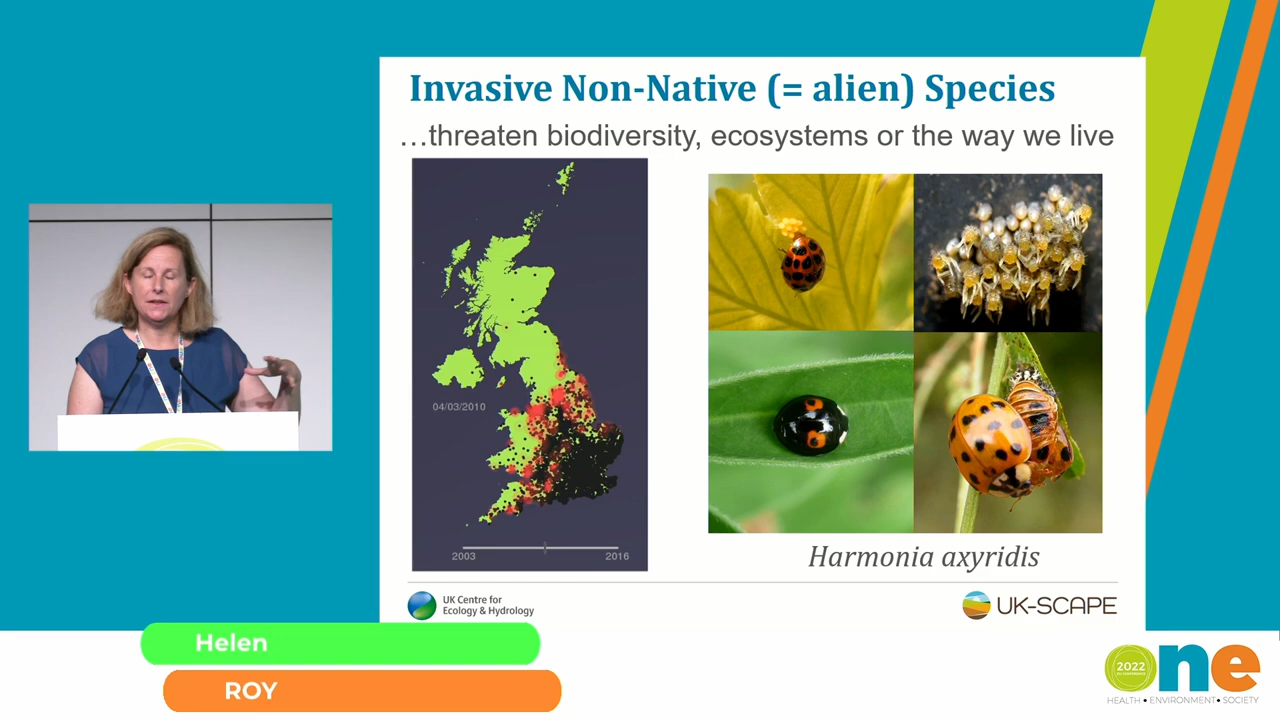 Invasive Non-Native (= alien) Species
…threaten biodiversity, ecosystems or the way we live
04/03/2010
2003
2016
Harmonia axyridis
UK Centre for
Ecology & Hydrology
UK-SCAPE
Helen
ROY
2022
one
HEALTH • ENVIRONMENT • SOCIETY